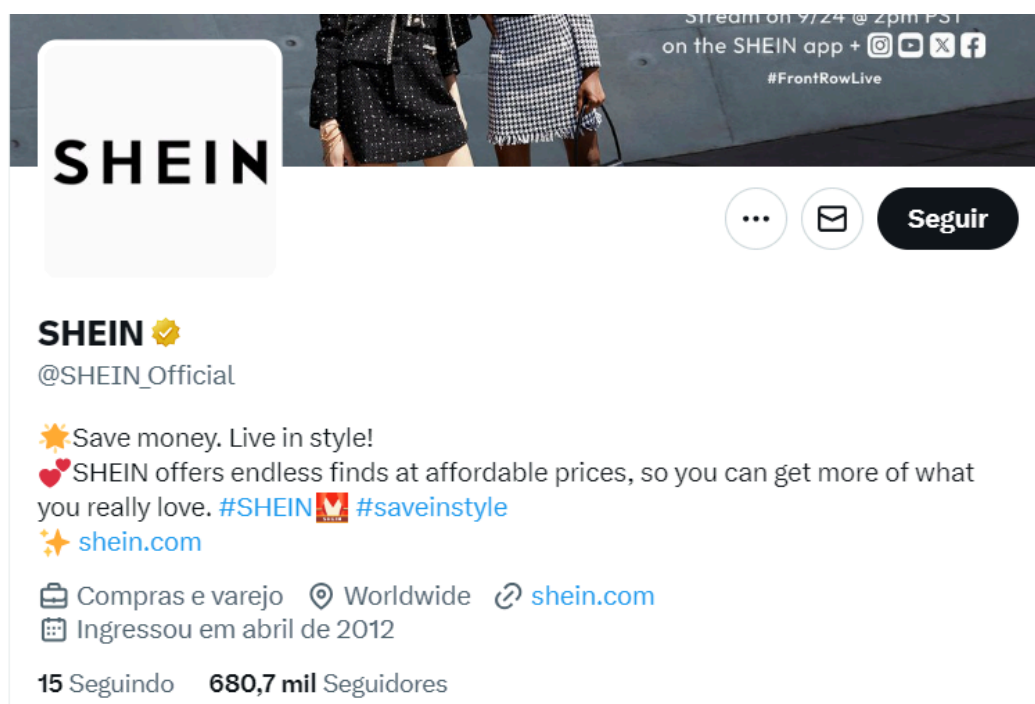 Stream on 9/24 @ 2pm PST
on the SHEIN app +
#FrontRowLive
SHEIN
Seguir
SHEIN
@SHEIN_Official
🌟Save money. Live in style!
💕SHEIN offers endless finds at affordable prices, so you can get more of what
you really love. #SHEIN #saveinstyle
✨ shein.com
Compras e varejo Worldwide shein.com
Ingressou em abril de 2012
15 Seguindo 680,7 mil Seguidores